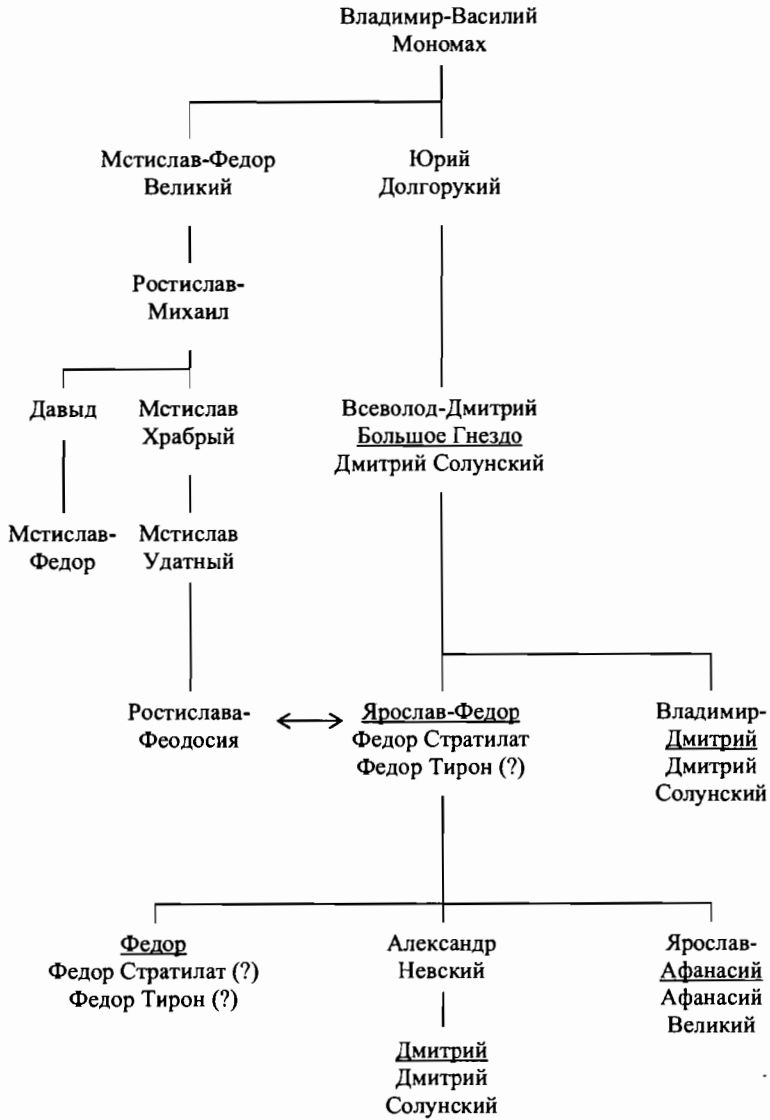 Владимир-Василий
Мономах
Мстислав-Федор
Великий
Юрий
Долгорукий
Ростислав-
Михаил
Давыд
Мстислав
Храбрый
Всеволод-Дмитрий
Большое Гнездо
Дмитрий Солунский
Мстислав-
Федор
Мстислав
Удатный
Ростислава-
Феодосия
Ярослав-Федор
Федор Стратилат
Федор Тирон (?)
Владимир-
Дмитрий
Дмитрий
Солунский
Федор
Федор Стратилат (?)
Федор Тирон (?)
Александр
Невский
Ярослав-
Афанасий
Афанасий
Великий
Дмитрий
Дмитрий
Солунский